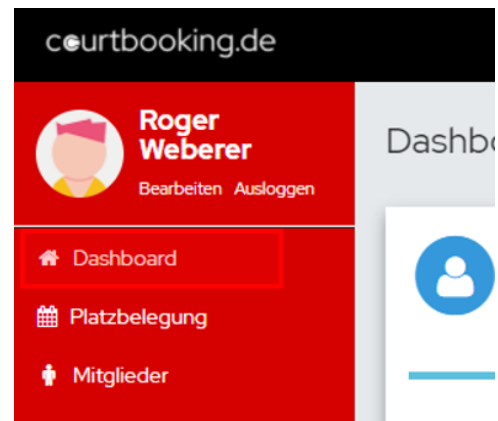 courtbooking.de
Roger
Weberer
Bearbeiten Ausloggen
Dashbo
Dashboard
Platzbelegung
Mitglieder